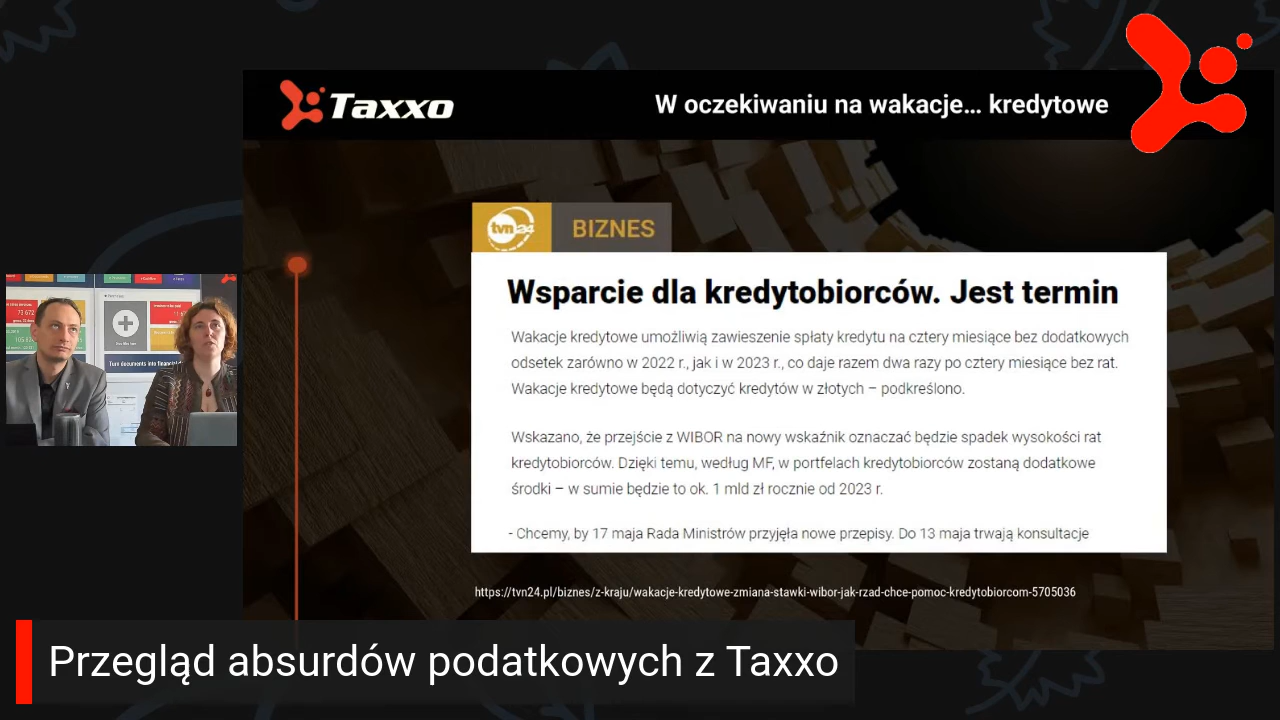 Taxxo
W oczekiwaniu na wakacje... kredytowe
tvn24
BIZNES
Wsparcie dla kredytobiorców. Jest termin
Wakacje kredytowe umożliwią zawieszenie spłaty kredytu na cztery miesiące bez dodatkowych
odsetek zarówno w 2022 r., jak i w 2023 r., co daje razem dwa razy po cztery miesiące bez rat.
Wakacje kredytowe będą dotyczyć kredytów w złotych – podkreślono.
Wskazano, że przejście z WIBOR na nowy wskaźnik oznaczać będzie spadek wysokości rat
kredytobiorców. Dzięki temu, według MF, w portfelach kredytobiorców zostaną dodatkowe
środki – w sumie będzie to ok. 1 mld zł rocznie od 2023 r.
- Chcemy, by 17 maja Rada Ministrów przyjęła nowe przepisy. Do 13 maja trwają konsultacje
https://tvn24.pl/biznes/z-kraju/wakacje-kredytowe-zmiana-stawki-wibor-jak-rzad-chce-pomoc-kredytobiorcom-5705036
Turn documents into financial
Przegląd absurdów podatkowych z Taxxo